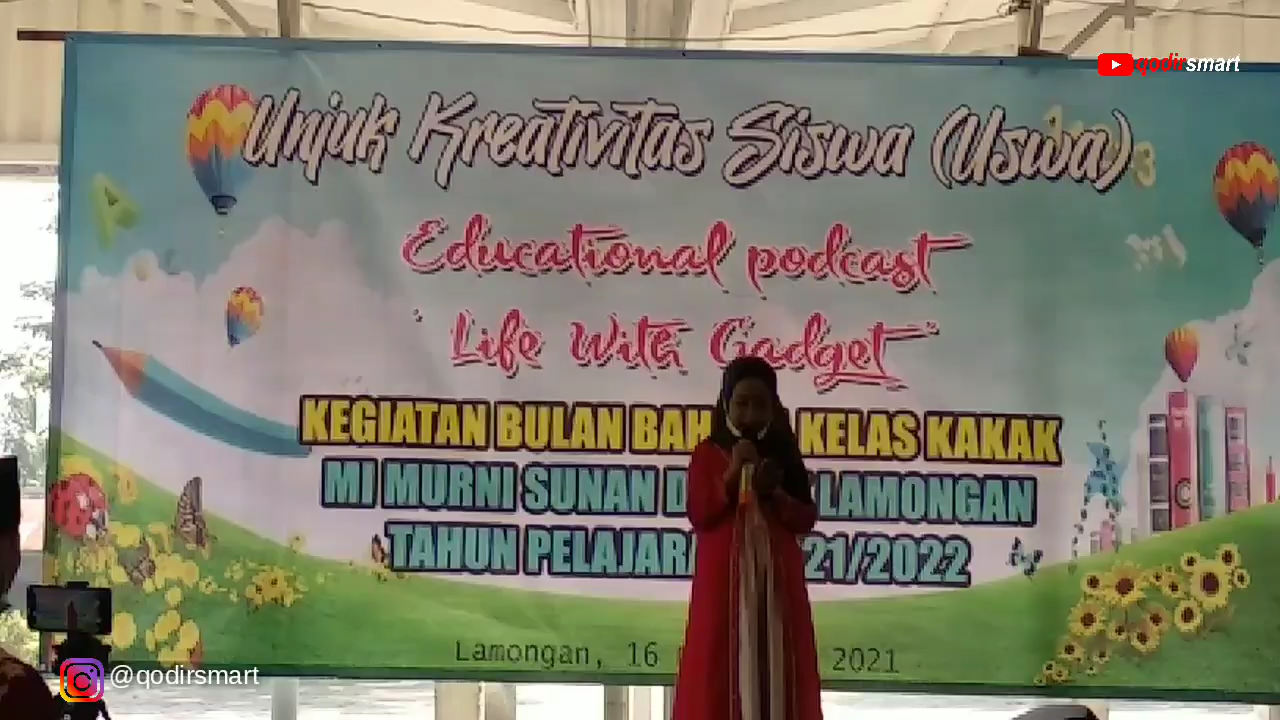 qodirsmart
Unjuk Kreativitas Siswa (Uswa)
Educational podcast
" Life With Gadget"
KEGIATAN BULAN BAH KELAS KAKAK
MI MURNI SUNAN D LAMONGAN
TAHUN PELAJARA 21/2022
Lamongan, 16 2021
@qodirsmart